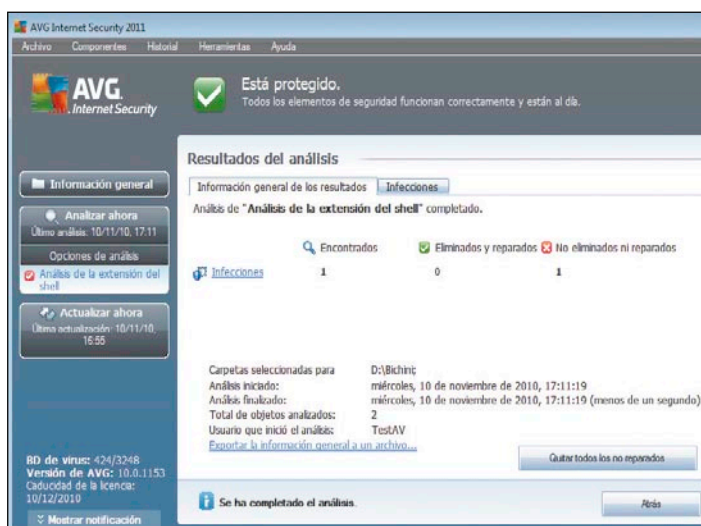 AVG Internet Security 2011
Archivo Componentes Historial Herramientas Ayuda
AVG.
Internet Security
Está protegido.
Todos los elementos de seguridad funcionan correctamente y están al día.
Información general
Analizar ahora
Último análisis: 10/11/10, 17:11
Opciones de análisis
Análisis de la extensión del
shell
Actualizar ahora
Última actualización: 10/11/10,
16:55
BD de virus: 424/3248
Versión de AVG: 10.0.1153
Caducidad de la licencia:
10/12/2010
Mostrar notificación
Resultados del análisis
Información general de los resultados Infecciones
Análisis de "Análisis de la extensión del shell" completado.
Encontrados Eliminados y reparados No eliminados ni reparados
Infecciones 1 0 1
Carpetas seleccionadas para D:\Bichini;
Análisis iniciado: miércoles, 10 de noviembre de 2010, 17:11:19
Análisis finalizado: miércoles, 10 de noviembre de 2010, 17:11:19 (menos de un segundo)
Total de objetos analizados: 2
Usuario que inició el análisis: TestAV
Exportar la información general a un archivo...
Quitar todos los no reparados
Se ha completado el análisis.
Atrás